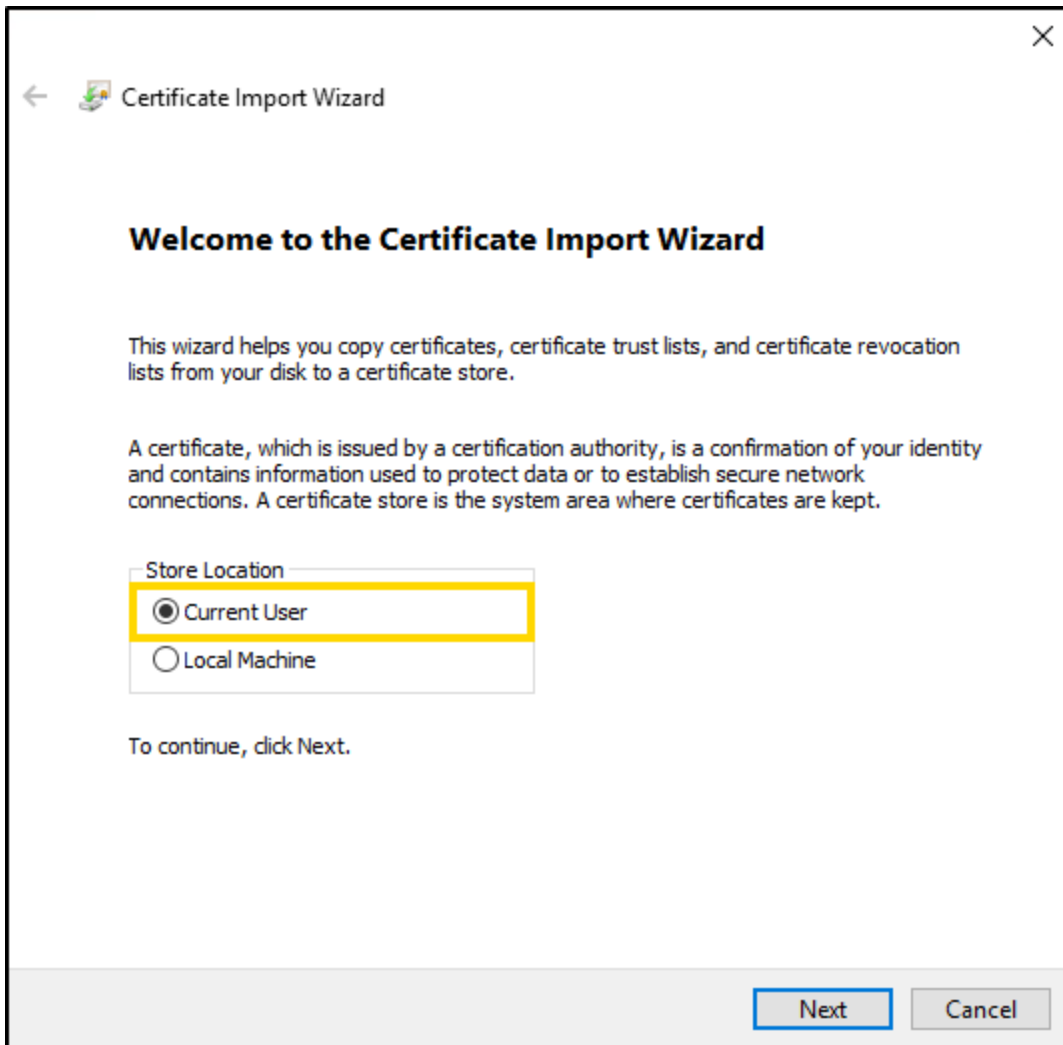 Certificate Import Wizard
Welcome to the Certificate Import Wizard
This wizard helps you copy certificates, certificate trust lists, and certificate revocation
lists from your disk to a certificate store.
A certificate, which is issued by a certification authority, is a confirmation of your identity
and contains information used to protect data or to establish secure network
connections. A certificate store is the system area where certificates are kept.
Store Location
Current User
Local Machine
To continue, click Next.
Next Cancel